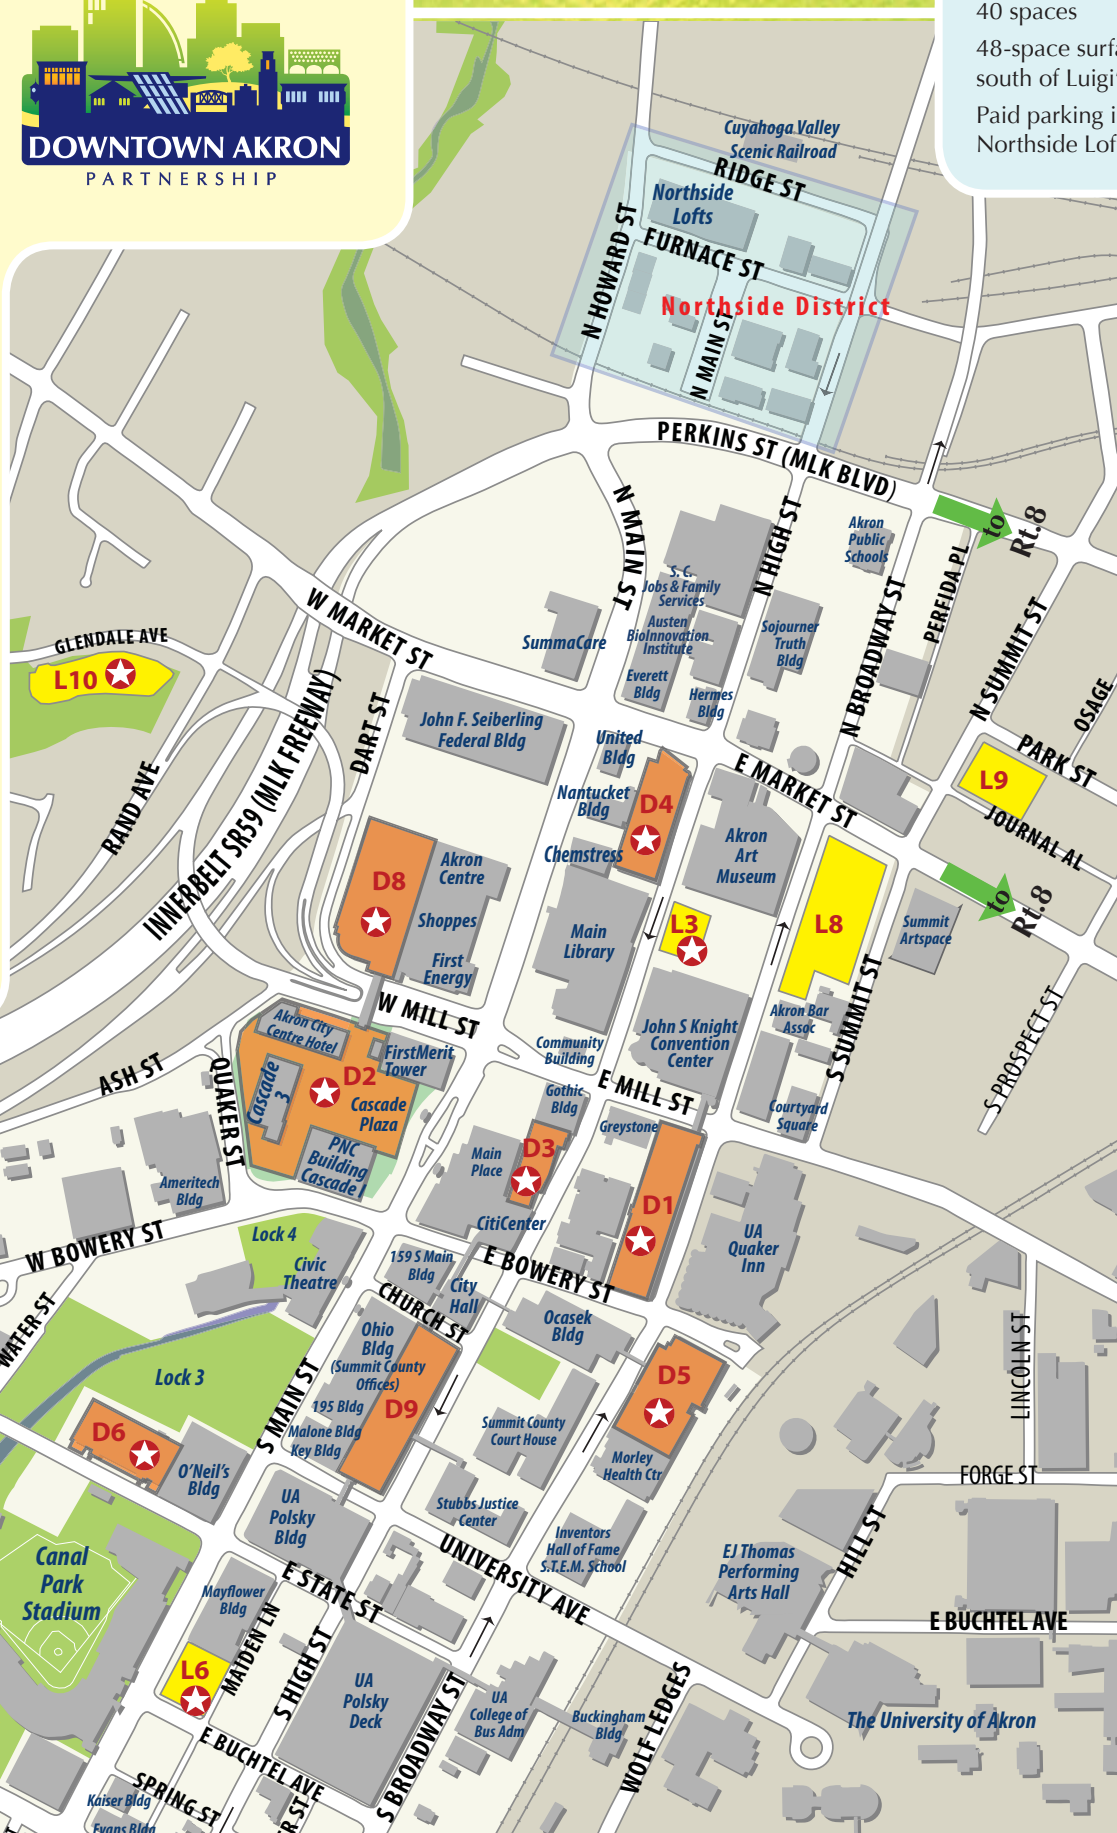 40 spaces
48-space surfa
south of Luigi'
Paid parking i
Northside Lof
DOWNTOWN AKRON
PARTNERSHIP
Cuyahoga Valley
Scenic Railroad
RIDGE ST
Northside
Lofts
N HOWARD ST
FURNACE ST
Northside District
N MAIN ST
PERKINS ST (MLK BLVD)
to
Rt.8
N MAIN ST
N HIGH ST
Akron
Public
Schools
PERFIDA PL
N BROADWAY ST
N SUMMIT ST
OSAGE
S. C.
Jobs & Family
Services
Austen
BioInnovation
Institute
Sojourner
Truth
Bldg
Everett
Bldg
Hermes
Bldg
SummaCare
W MARKET ST
GLENDALE AVE
L10
INNERBELT SR59 (MLK FREEWAY)
DART ST
RAND AVE
John F. Seiberling
Federal Bldg
United
Bldg
Nantucket
Bldg
D4
Chemstress
E MARKET ST
PARK ST
L9
JOURNAL AL
to
Rt.8
Akron
Art
Museum
L3
L8
Summit
Artspace
D8
Akron
Centre
Shoppes
First
Energy
Main
Library
W MILL ST
Akron City
Centre Hotel
FirstMerit
Tower
Community
Building
John S Knight
Convention
Center
Akron Bar
Assoc
S SUMMIT ST
S PROSPECT ST
ASH ST
QUAKER ST
Cascade
3
D2
Cascade
Plaza
PNC
Building
Cascade I
Ameritech
Bldg
Gothic
Bldg
E MILL ST
Greystone
Courtyard
Square
Main
Place
D3
D1
CitiCenter
UA
Quaker
Inn
W BOWERY ST
Lock 4
Civic
Theatre
159 S Main
Bldg
City
Hall
E BOWERY ST
WATER ST
CHURCH ST
Ocasek
Bldg
Ohio
Bldg
(Summit County
Offices)
195 Bldg
Malone Bldg
Key Bldg
D9
D5
Lock 3
LINCOLN ST
S MAIN ST
D6
O'Neil's
Bldg
Summit County
Court House
Morley
Health Ctr
FORGE ST
UA
Polsky
Bldg
Stubbs Justice
Center
Inventors
Hall of Fame
S.T.E.M. School
UNIVERSITY AVE
HILL ST
EJ Thomas
Performing
Arts Hall
Canal
Park
Stadium
E STATE ST
Mayflower
Bldg
MAIDEN LN
E BUCHTEL AVE
L6
S HIGH ST
UA
Polsky
Deck
S BROADWAY ST
UA
College of
Bus Adm
Buckingham
Bldg
WOLF LEDGES
The University of Akron
E BUCHTEL AVE
SPRING ST
Kaiser Bldg
Evans Bldg
R ST